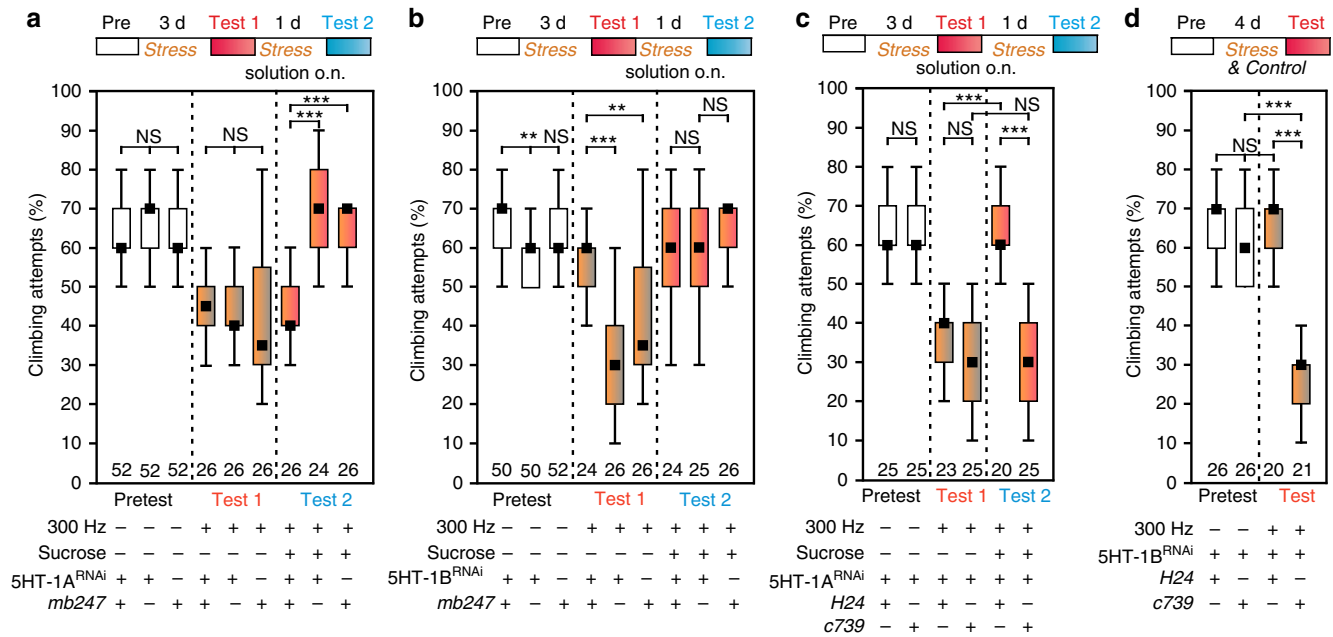 a Pre 3 d Test 1 1 d Test 2
Stress Stress
solution o.n.
100
90
80
70
60
50
40
30
20
10
0
Climbing attempts (%)
NS NS *** ***
52 52 52 26 26 26 26 24 26
Pretest Test 1 Test 2
300 Hz – – – + + + + + +
Sucrose – – – – – – + + +
5HT-1A^RNAi + + – + + – + + –
mb247 + – + + – + + – +
b Pre 3 d Test 1 1 d Test 2
Stress Stress
solution o.n.
100
90
80
70
60
50
40
30
20
10
0
Climbing attempts (%)
** NS *** ** NS NS
50 50 52 24 26 26 24 25 26
Pretest Test 1 Test 2
300 Hz – – – + + + + + +
Sucrose – – – – – – + + +
5HT-1B^RNAi + + – + + – + + –
mb247 + – + + – + + – +
c Pre 3 d Test 1 1 d Test 2
Stress Stress
solution o.n.
100
90
80
70
60
50
40
30
20
10
0
Climbing attempts (%)
NS NS *** NS ***
25 25 23 25 20 25
Pretest Test 1 Test 2
300 Hz – – + + + +
Sucrose – – – – + +
5HT-1A^RNAi + + + + + +
H24 + – + – + –
c739 – + – + – +
d Pre 4 d Test
Stress
& Control
100
90
80
70
60
50
40
30
20
10
0
Climbing attempts (%)
NS *** ***
26 26 20 21
Pretest Test
300 Hz – – + +
5HT-1B^RNAi + + + +
H24 + – + –
c739 – + – +